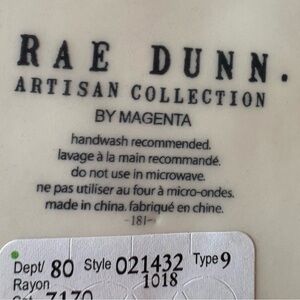 RAE DUNN.
ARTISAN COLLECTION
BY MAGENTA
handwash recommended.
lavage à la main recommandé.
do not use in microwave.
ne pas utiliser au four à micro-ondes.
made in china. fabriqué en chine.
-181-
Dept/ 80 Style 021432 Type 9
Rayon 1018
7170